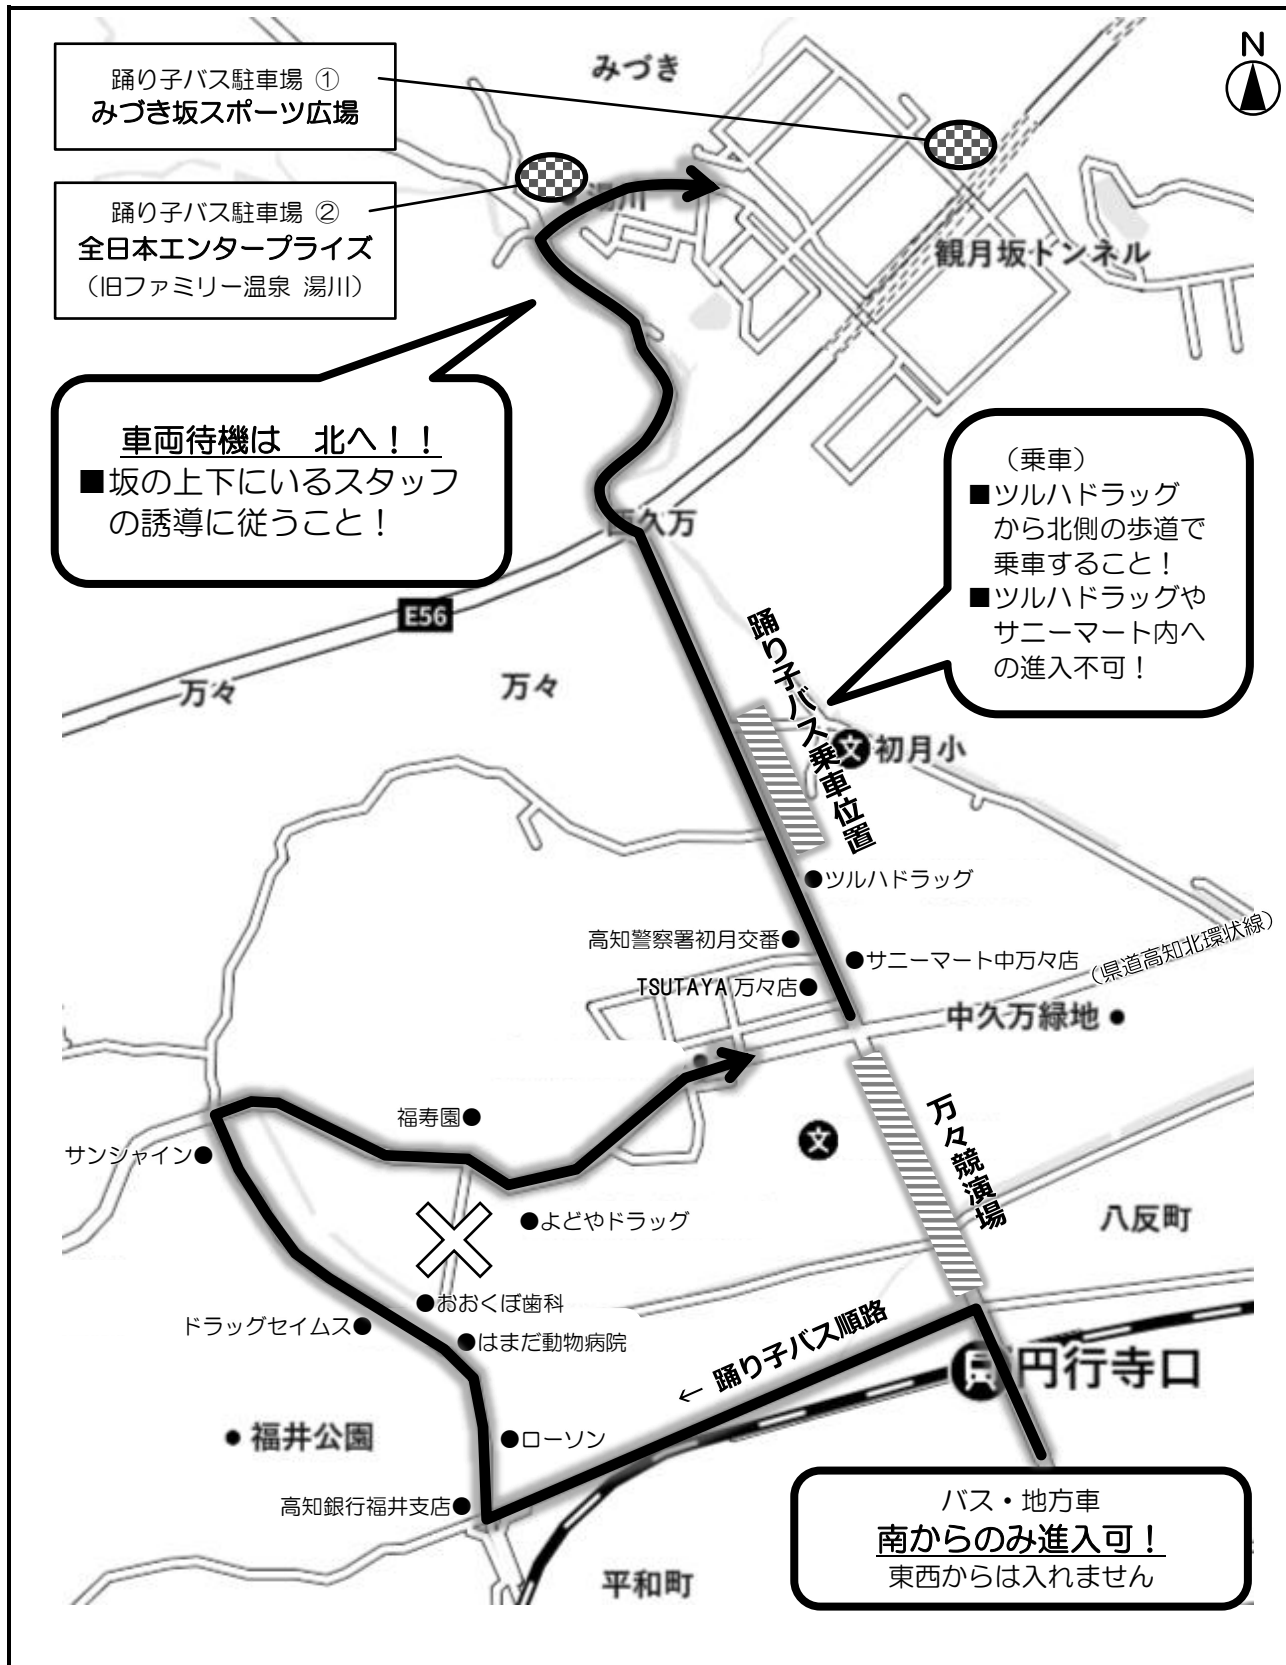 N
みづき
踊り子バス駐車場 ①
みづき坂スポーツ広場
踊り子バス駐車場 ②
全日本エンタープライズ
（旧ファミリー温泉 湯川）
湯川
観月坂トンネル
車両待機は 北へ！！
■坂の上下にいるスタッフ
の誘導に従うこと！
（乗車）
■ツルハドラッグ
から北側の歩道で
乗車すること！
■ツルハドラッグや
サニーマート内へ
の進入不可！
西久万
E56
万々
万々
踊り子バス乗車位置
文
初月小
●ツルハドラッグ
高知警察署初月交番●
●サニーマート中万々店
（県道高知北環状線）
TSUTAYA 万々店●
中久万緑地●
福寿園●
文
万々競演場
サンシャイン●
●よどやドラッグ
八反町
●おおくぼ歯科
ドラッグセイムス●
●はまだ動物病院
← 踊り子バス順路
円行寺口
●福井公園
●ローソン
高知銀行福井支店●
バス・地方車
南からのみ進入可！
東西からは入れません
平和町